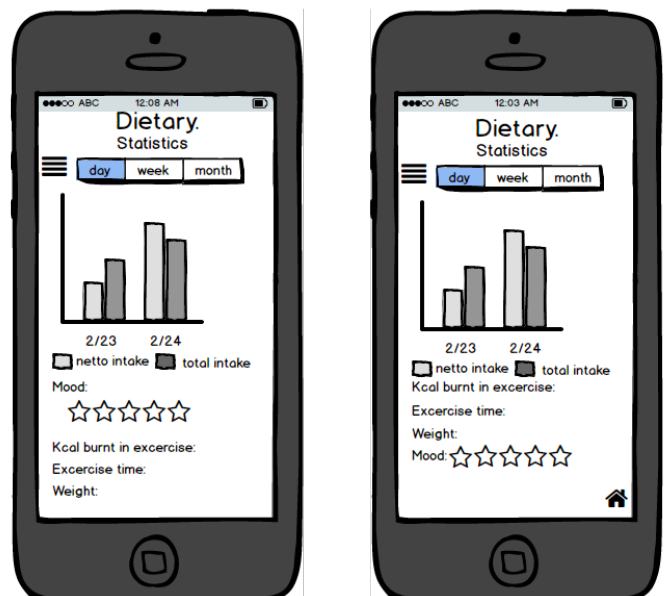 ABC 12:08 AM
Dietary.
Statistics
day week month
2/23 2/24
netto intake total intake
Mood:
Kcal burnt in excercise:
Excercise time:
Weight:
ABC 12:03 AM
Dietary.
Statistics
day week month
2/23 2/24
netto intake total intake
Kcal burnt in excercise:
Excercise time:
Weight:
Mood: